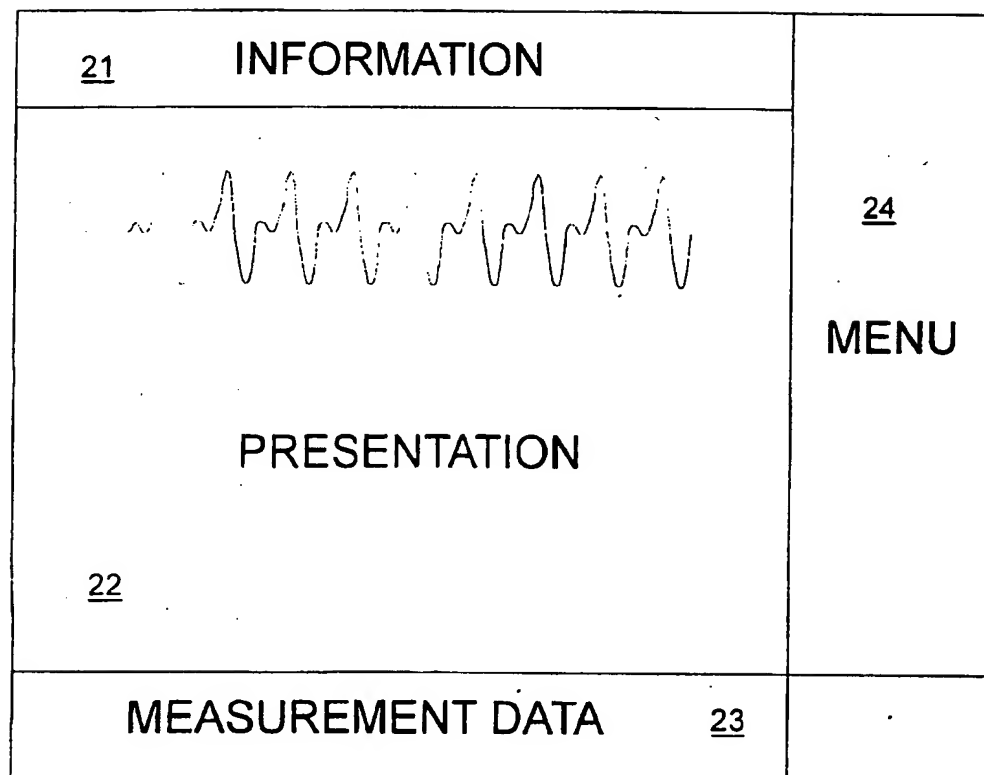 21 INFORMATION
24
MENU
PRESENTATION
22
MEASUREMENT DATA 23